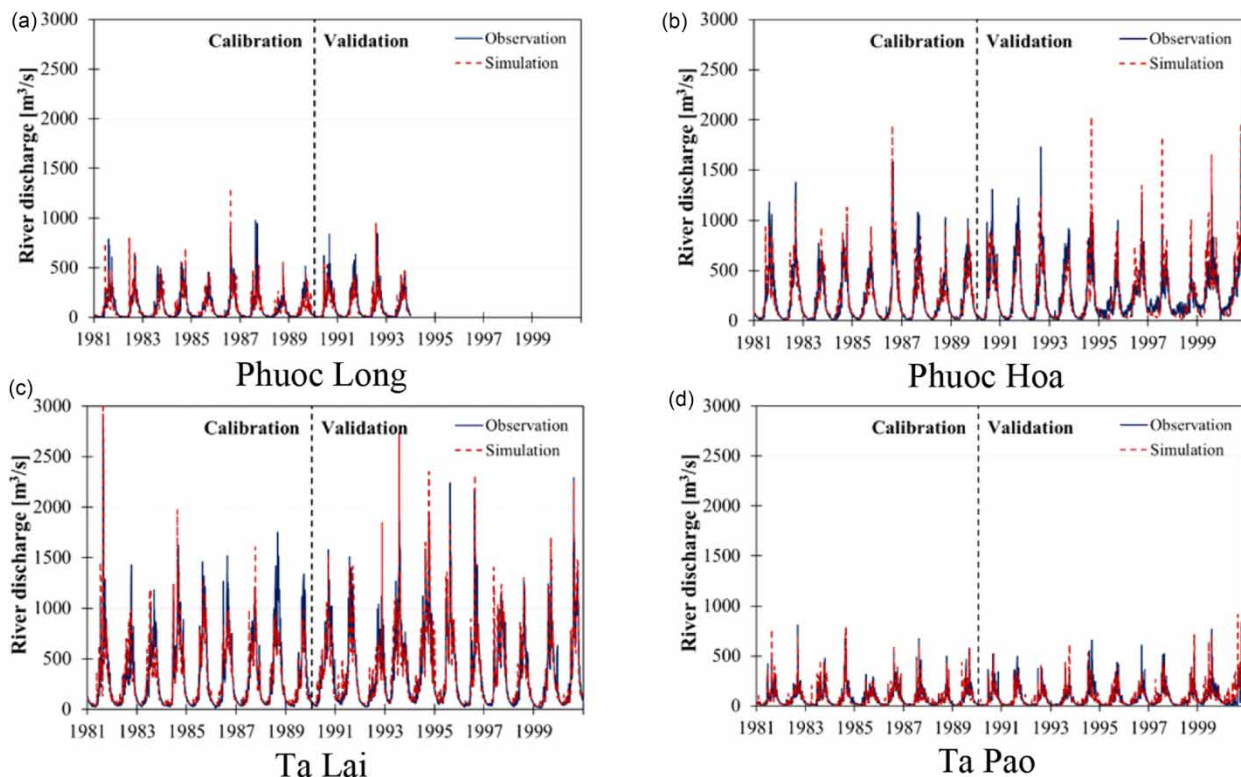 (a)
3000
2500
2000
1500
1000
500
0
River discharge [m³/s]
Calibration Validation
Observation
Simulation
1981 1983 1985 1987 1989 1991 1993 1995 1997 1999
Phuoc Long
(b)
3000
2500
2000
1500
1000
500
0
River discharge [m³/s]
Calibration Validation
Observation
Simulation
1981 1983 1985 1987 1989 1991 1993 1995 1997 1999
Phuoc Hoa
(c)
3000
2500
2000
1500
1000
500
0
River discharge [m³/s]
Calibration Validation
Observation
Simulation
1981 1983 1985 1987 1989 1991 1993 1995 1997 1999
Ta Lai
(d)
3000
2500
2000
1500
1000
500
0
River discharge [m³/s]
Calibration Validation
Observation
Simulation
1981 1983 1985 1987 1989 1991 1993 1995 1997 1999
Ta Pao